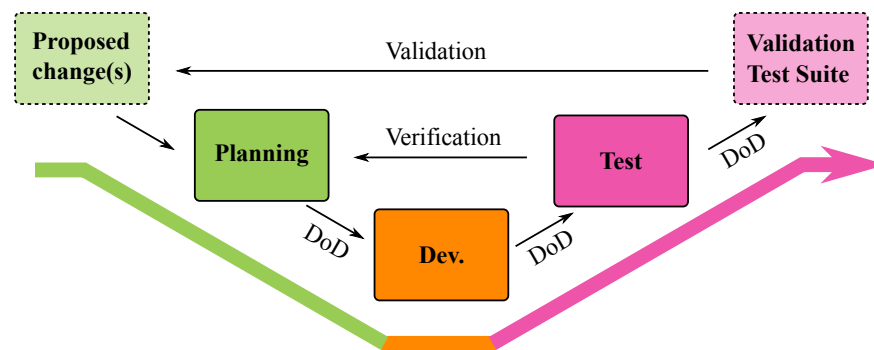 Proposed
change(s)
Validation
Validation
Test Suite
Planning
Verification
Test
DoD
DoD
Dev.
DoD